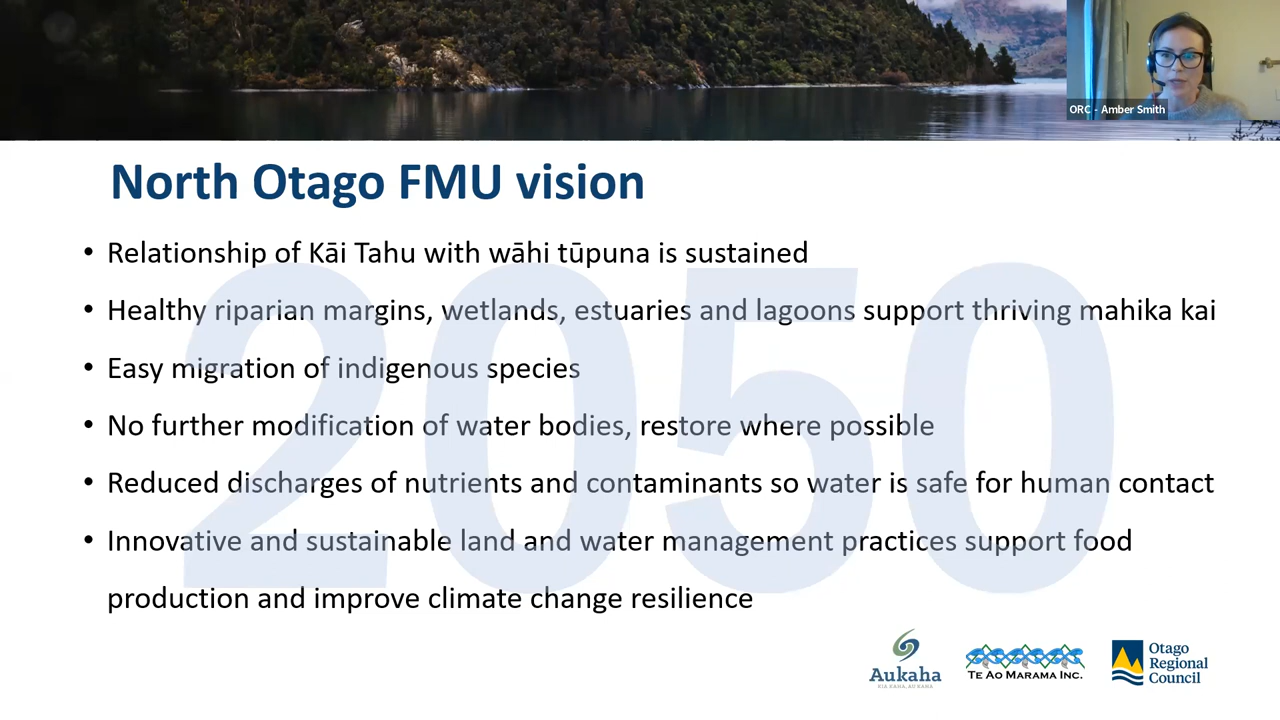 ORC - Amber Smith
North Otago FMU vision
2050
• Relationship of Kāi Tahu with wāhi tūpuna is sustained
• Healthy riparian margins, wetlands, estuaries and lagoons support thriving mahika kai
• Easy migration of indigenous species
• No further modification of water bodies, restore where possible
• Reduced discharges of nutrients and contaminants so water is safe for human contact
• Innovative and sustainable land and water management practices support food
production and improve climate change resilience
Aukaha
KIA KAHA, AU KAHA
TE AO MARAMA INC.
Otago
Regional
Council